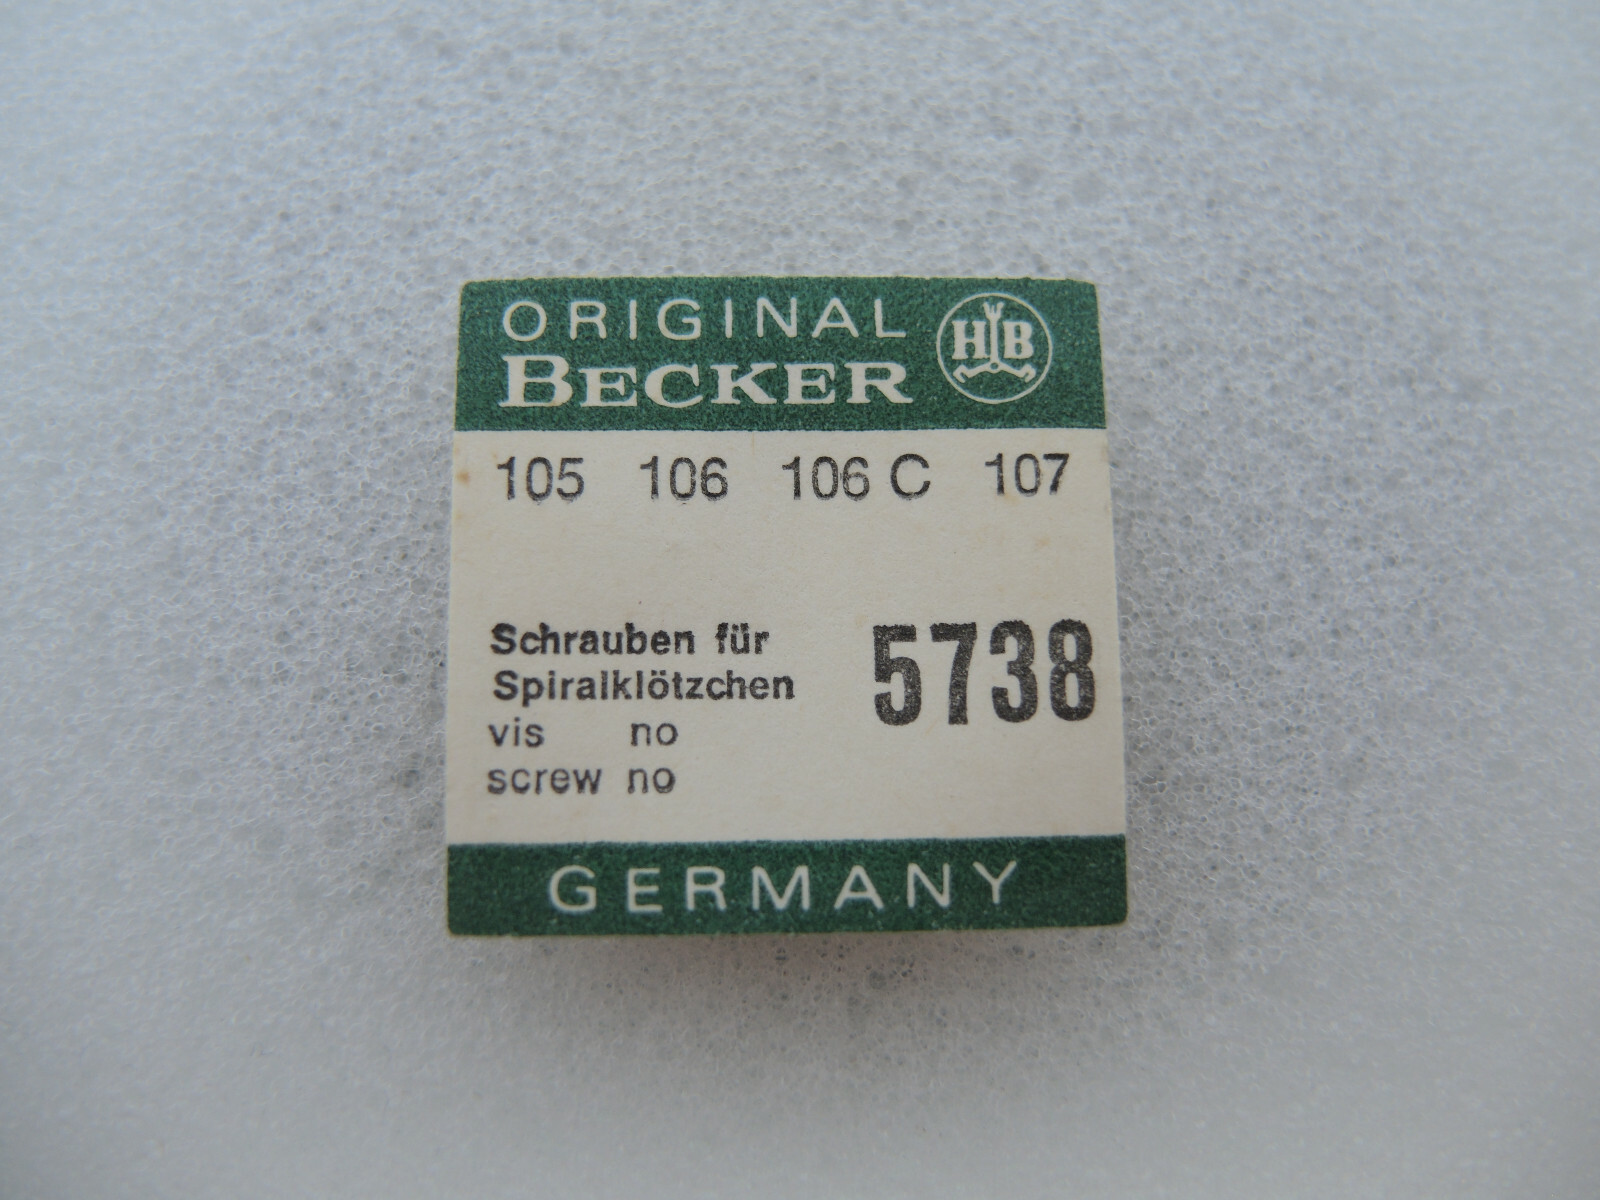 ORIGINAL
BECKER
HB
105 106 106 C 107
Schrauben für
Spiralklötzchen
vis no
screw no
5738
GERMANY